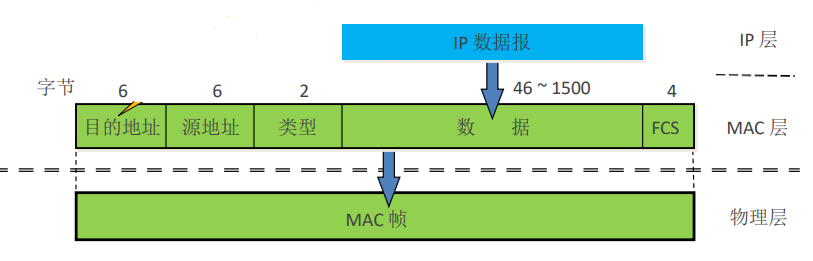 IP 数据报
IP 层
字节 6 6 2 46 ~ 1500 4
目的地址 源地址 类型 数 据 FCS MAC 层
MAC 帧 物理层